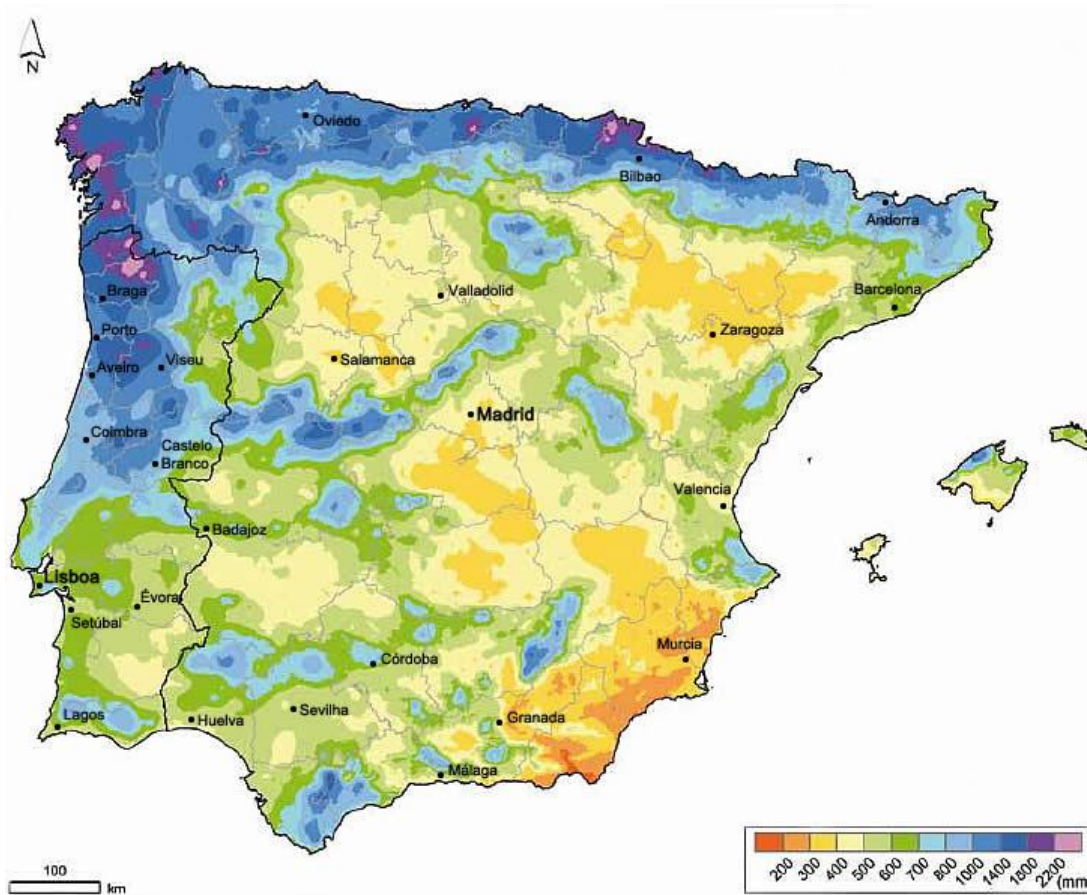 N
Oviedo
Bilbao
Andorra
Braga
Valladolid
Barcelona
Porto
Zaragoza
Aveiro
Viseu
Salamanca
Madrid
Coimbra
Castelo
Branco
Valencia
Badajoz
Lisboa
Évora
Setúbal
Murcia
Córdoba
Lagos
Huelva
Sevilha
Granada
Málaga
200 300 400 500 600 700 800 1000 1400 1800 2200 (mm)
100
km